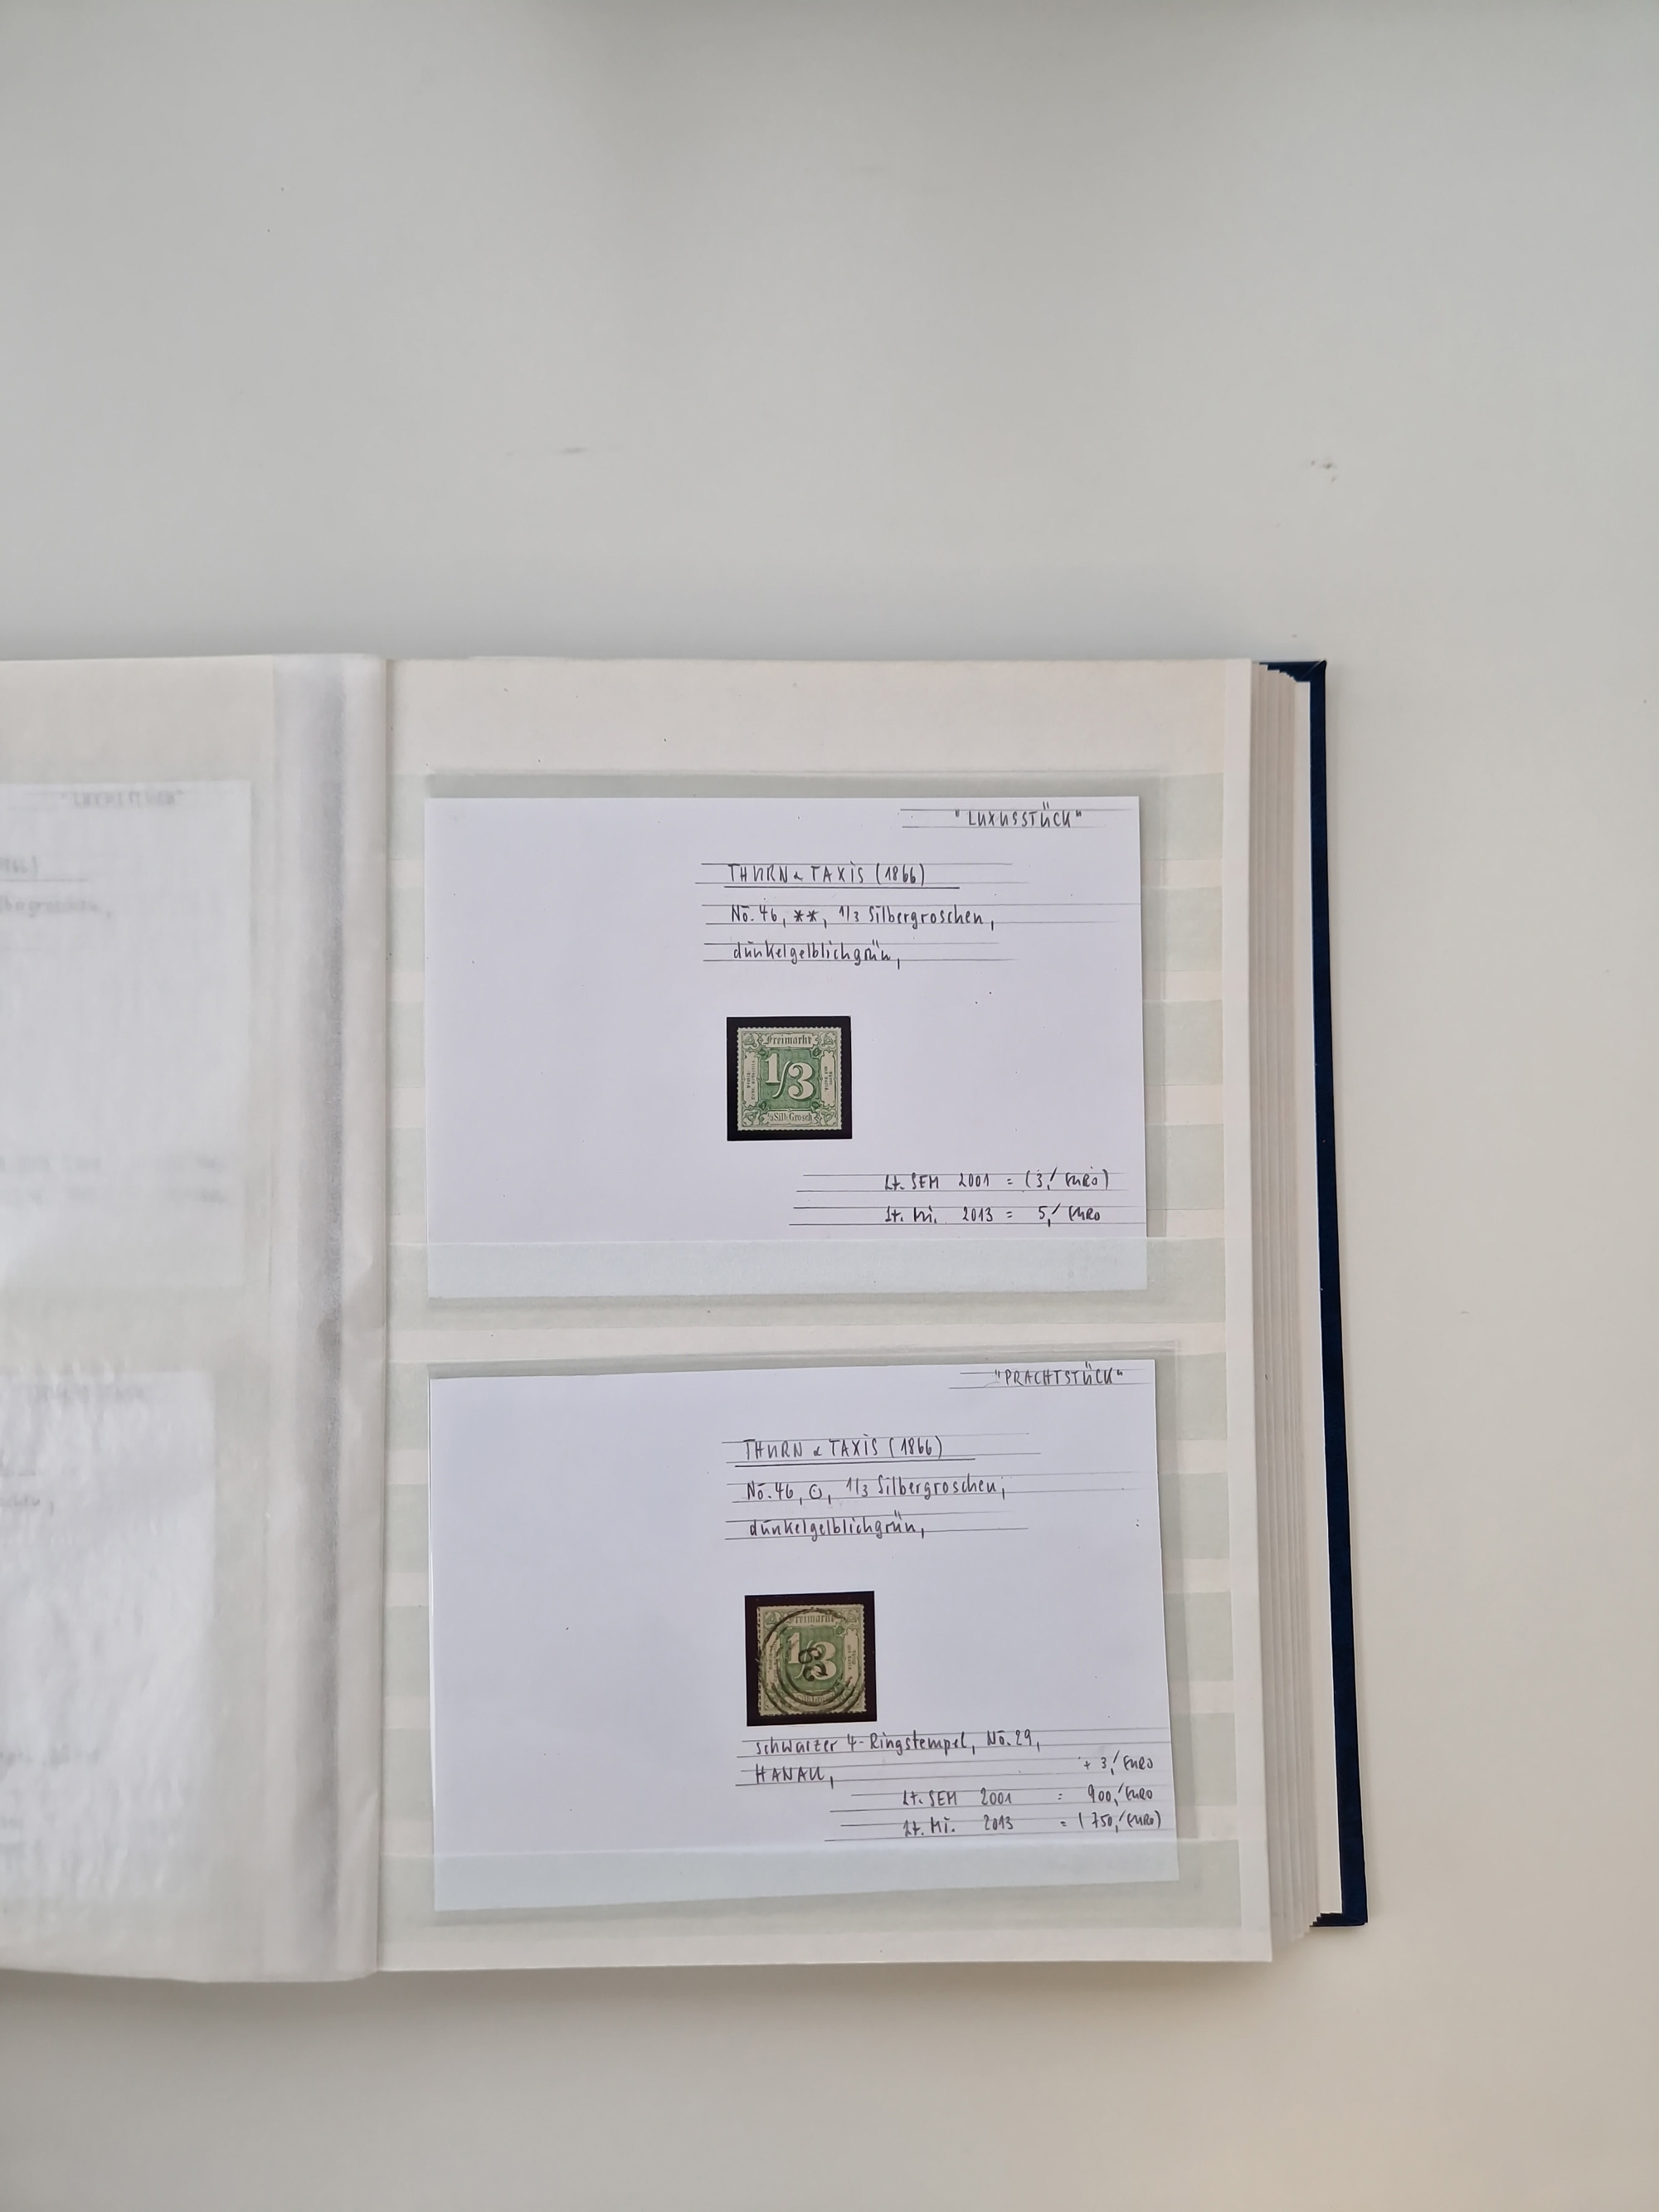 "LUXUSSTÜCK"
THURN & TAXIS (1866)
No. 46, **, 1/3 Silbergroschen,
dunkelgelblichgrün,
Freimarke
1/3
Silb. Grosch.
Lt. SEM 2001 = (3,- EURO)
Lt. Mi. 2013 = 5,- EURO
"PRACHTSTÜCK"
THURN & TAXIS (1866)
No. 46, ⊙, 1/3 Silbergroschen,
dunkelgelblichgrün,
Freimarke
1/3
29
schwarzer 4-Ringstempel, No. 29,
HANAU,
+ 3,- EURO
Lt. SEM 2001 = 900,- EURO
Lt. Mi. 2013 = (750,- EURO)